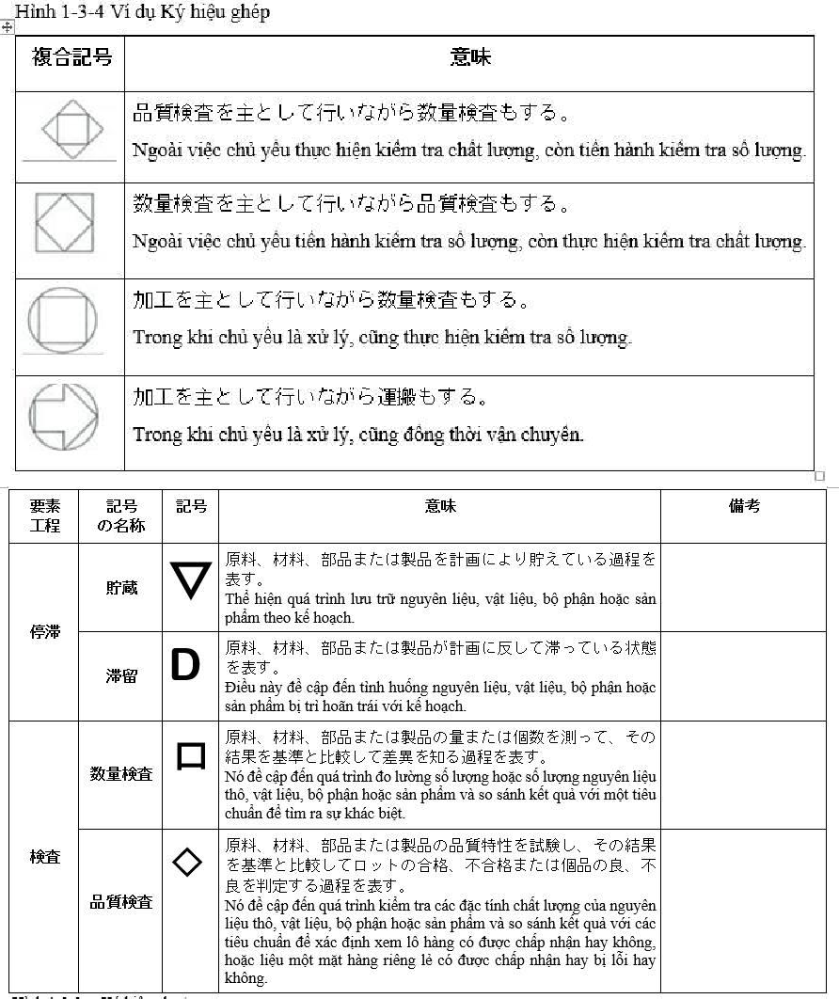 Hình 1-3-4 Ví dụ Ký hiệu ghép
複合記号
意味
品質検査を主として行いながら数量検査もする。
Ngoài việc chủ yếu thực hiện kiểm tra chất lượng, còn tiến hành kiểm tra số lượng.
数量検査を主として行いながら品質検査もする。
Ngoài việc chủ yếu tiến hành kiểm tra số lượng, còn thực hiện kiểm tra chất lượng.
加工を主として行いながら数量検査もする。
Trong khi chủ yếu là xử lý, cũng thực hiện kiểm tra số lượng.
加工を主として行いながら運搬もする。
Trong khi chủ yếu là xử lý, cũng đồng thời vận chuyển.
要素
工程
記号
の名称
記号
意味
備考
停滞
貯蔵
原料、材料、部品または製品を計画により貯えている過程を
表す。
Thể hiện quá trình lưu trữ nguyên liệu, vật liệu, bộ phận hoặc sản
phẩm theo kế hoạch.
滞留
D
原料、材料、部品または製品が計画に反して滞っている状態
を表す。
Điều này đề cập đến tình huống nguyên liệu, vật liệu, bộ phận hoặc
sản phẩm bị trì hoãn trái với kế hoạch.
検査
数量検査
原料、材料、部品または製品の量または個数を測って、その
結果を基準と比較して差異を知る過程を表す。
Nó đề cập đến quá trình đo lường số lượng hoặc số lượng nguyên liệu
thô, vật liệu, bộ phận hoặc sản phẩm và so sánh kết quả với một tiêu
chuẩn để tìm ra sự khác biệt.
品質検査
原料、材料、部品または製品の品質特性を試験し、その結果
を基準と比較してロットの合格、不合格または個品の良、不
良を判定する過程を表す。
Nó đề cập đến quá trình kiểm tra các đặc tính chất lượng của nguyên
liệu thô, vật liệu, bộ phận hoặc sản phẩm và so sánh kết quả với các
tiêu chuẩn để xác định xem lô hàng có được chấp nhận hay không,
hoặc liệu một mặt hàng riêng lẻ có được chấp nhận hay bị lỗi hay
không.